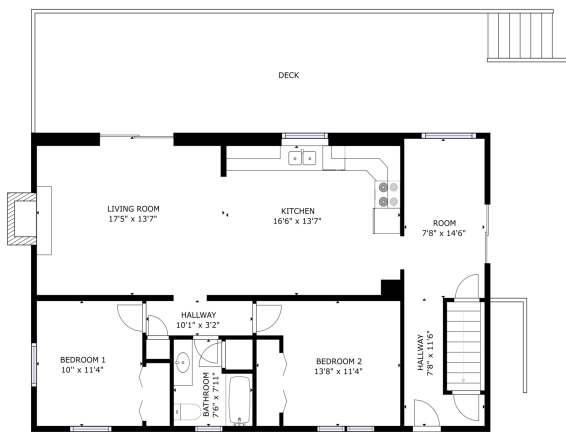 DECK
LIVING ROOM
17'5" x 13'7"
KITCHEN
16'6" x 13'7"
ROOM
7'8" x 14'6"
HALLWAY
10'1" x 3'2"
BEDROOM 1
10" x 11'4"
BATHROOM
7'6" x 7'11"
BEDROOM 2
13'8" x 11'4"
HALLWAY
7'8" x 11'6"